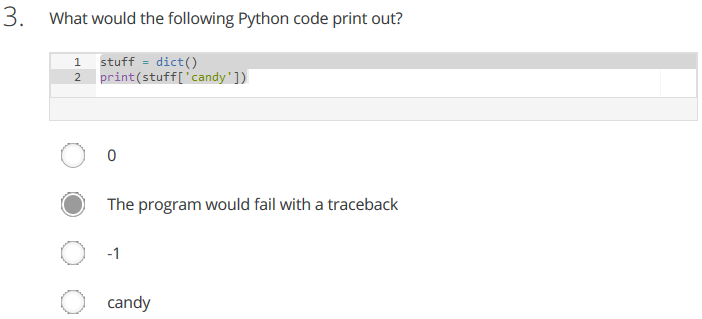 3. What would the following Python code print out?
1 stuff = dict()
2 print(stuff['candy'])
0
The program would fail with a traceback
-1
candy